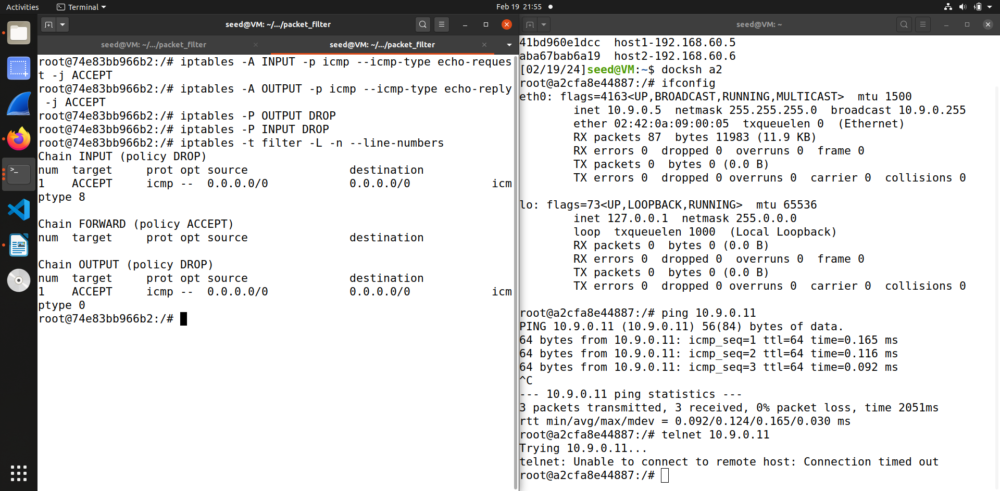 Activities
Terminal
Feb 19 21:55
seed@VM: ~/.../packet_filter
seed@VM: ~/.../packet_filter
seed@VM: ~/.../packet_filter
root@74e83bb966b2:/# iptables -A INPUT -p icmp --icmp-type echo-reques
t -j ACCEPT
root@74e83bb966b2:/# iptables -A OUTPUT -p icmp --icmp-type echo-reply
 -j ACCEPT
root@74e83bb966b2:/# iptables -P OUTPUT DROP
root@74e83bb966b2:/# iptables -P INPUT DROP
root@74e83bb966b2:/# iptables -t filter -L -n --line-numbers
Chain INPUT (policy DROP)
num  target     prot opt source               destination
1    ACCEPT     icmp --  0.0.0.0/0            0.0.0.0/0            icm
ptype 8
Chain FORWARD (policy ACCEPT)
num  target     prot opt source               destination
Chain OUTPUT (policy DROP)
num  target     prot opt source               destination
1    ACCEPT     icmp --  0.0.0.0/0            0.0.0.0/0            icm
ptype 0
root@74e83bb966b2:/#
seed@VM: ~
41bd960e1dcc  host1-192.168.60.5
aba67bab6a19  host2-192.168.60.6
[02/19/24]seed@VM:~$ docksh a2
root@a2cfa8e44887:/# ifconfig
eth0: flags=4163<UP,BROADCAST,RUNNING,MULTICAST>  mtu 1500
        inet 10.9.0.5  netmask 255.255.255.0  broadcast 10.9.0.255
        ether 02:42:0a:09:00:05  txqueuelen 0  (Ethernet)
        RX packets 87  bytes 11983 (11.9 KB)
        RX errors 0  dropped 0  overruns 0  frame 0
        TX packets 0  bytes 0 (0.0 B)
        TX errors 0  dropped 0 overruns 0  carrier 0  collisions 0
lo: flags=73<UP,LOOPBACK,RUNNING>  mtu 65536
        inet 127.0.0.1  netmask 255.0.0.0
        loop  txqueuelen 1000  (Local Loopback)
        RX packets 0  bytes 0 (0.0 B)
        RX errors 0  dropped 0  overruns 0  frame 0
        TX packets 0  bytes 0 (0.0 B)
        TX errors 0  dropped 0 overruns 0  carrier 0  collisions 0
root@a2cfa8e44887:/# ping 10.9.0.11
PING 10.9.0.11 (10.9.0.11) 56(84) bytes of data.
64 bytes from 10.9.0.11: icmp_seq=1 ttl=64 time=0.165 ms
64 bytes from 10.9.0.11: icmp_seq=2 ttl=64 time=0.116 ms
64 bytes from 10.9.0.11: icmp_seq=3 ttl=64 time=0.092 ms
^C
--- 10.9.0.11 ping statistics ---
3 packets transmitted, 3 received, 0% packet loss, time 2051ms
rtt min/avg/max/mdev = 0.092/0.124/0.165/0.030 ms
root@a2cfa8e44887:/# telnet 10.9.0.11
Trying 10.9.0.11...
telnet: Unable to connect to remote host: Connection timed out
root@a2cfa8e44887:/#